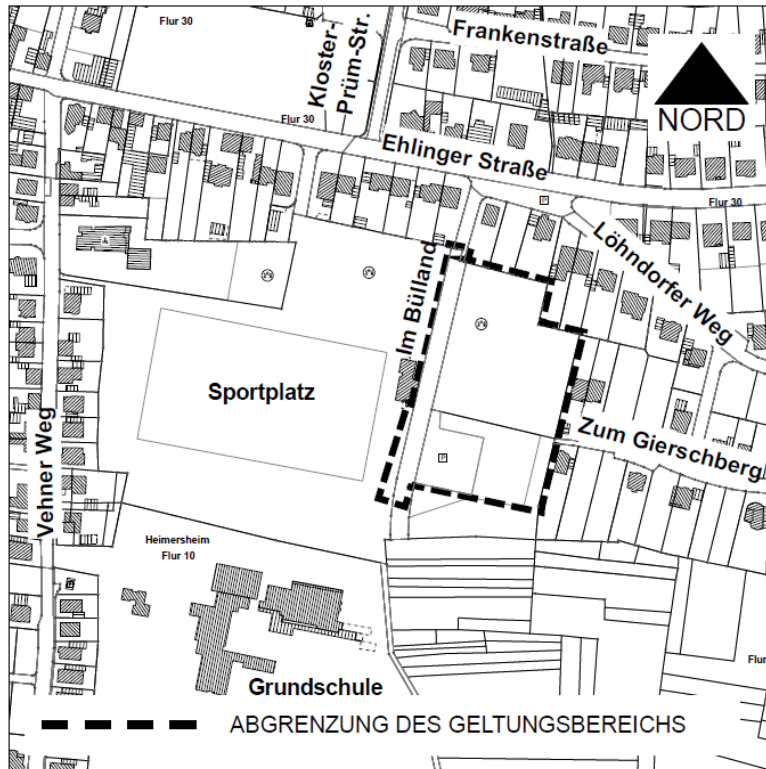 Flur 30
Kloster-
Prüm-Str.
Frankenstraße
NORD
Flur 30
Ehlinger Straße
P
Flur 30
Löhndorfer Weg
Im Bülland
Sportplatz
Vehner Weg
P
Zum Gierschberg
Heimersheim
Flur 10
Flur
Grundschule
ABGRENZUNG DES GELTUNGSBEREICHS